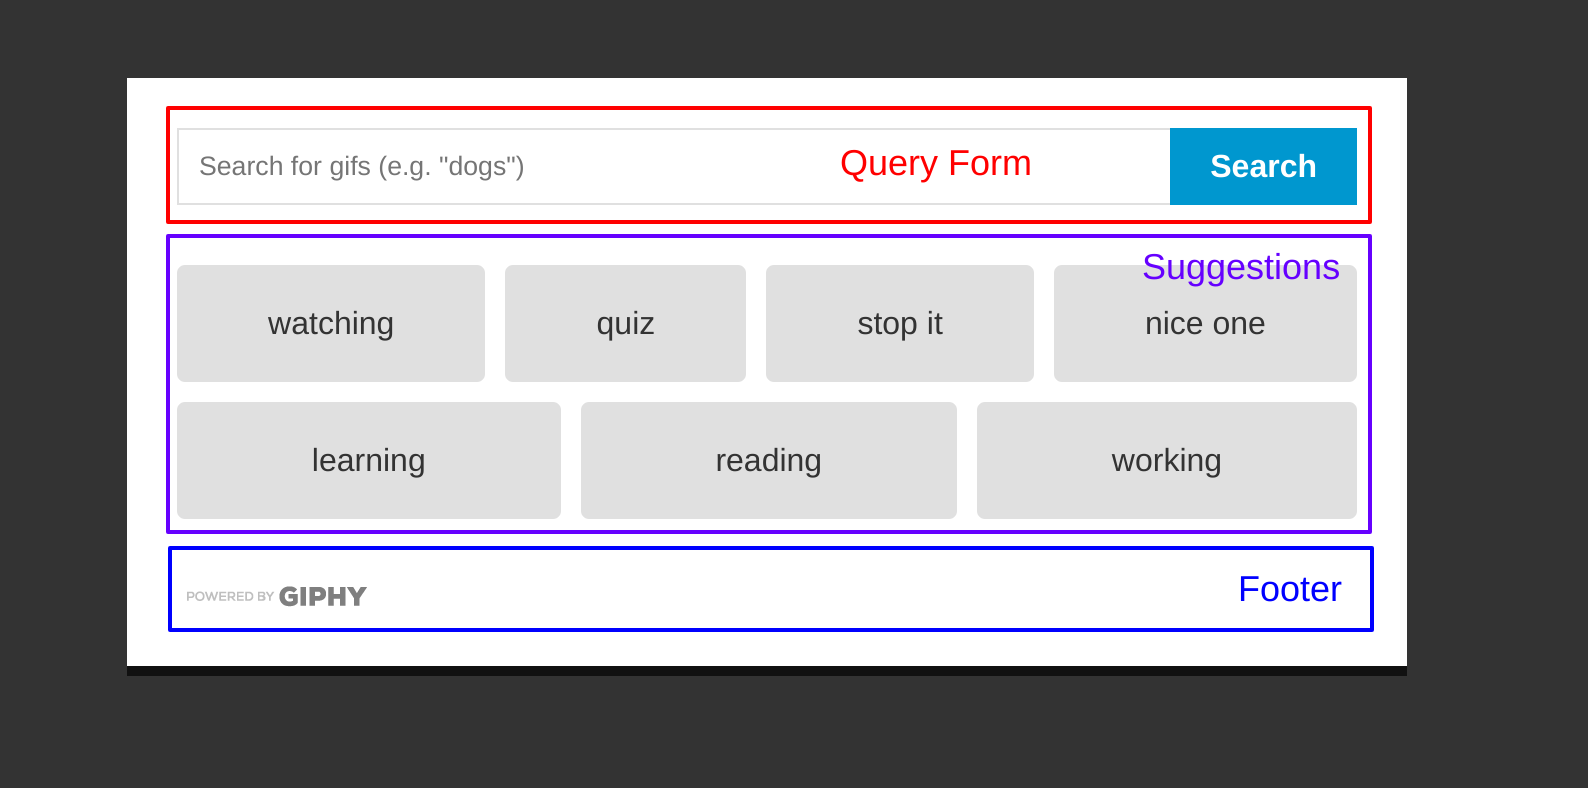 Search for gifs (e.g. "dogs")
Query Form
Search
Suggestions
watching
quiz
stop it
nice one
learning
reading
working
POWERED BY GIPHY
Footer